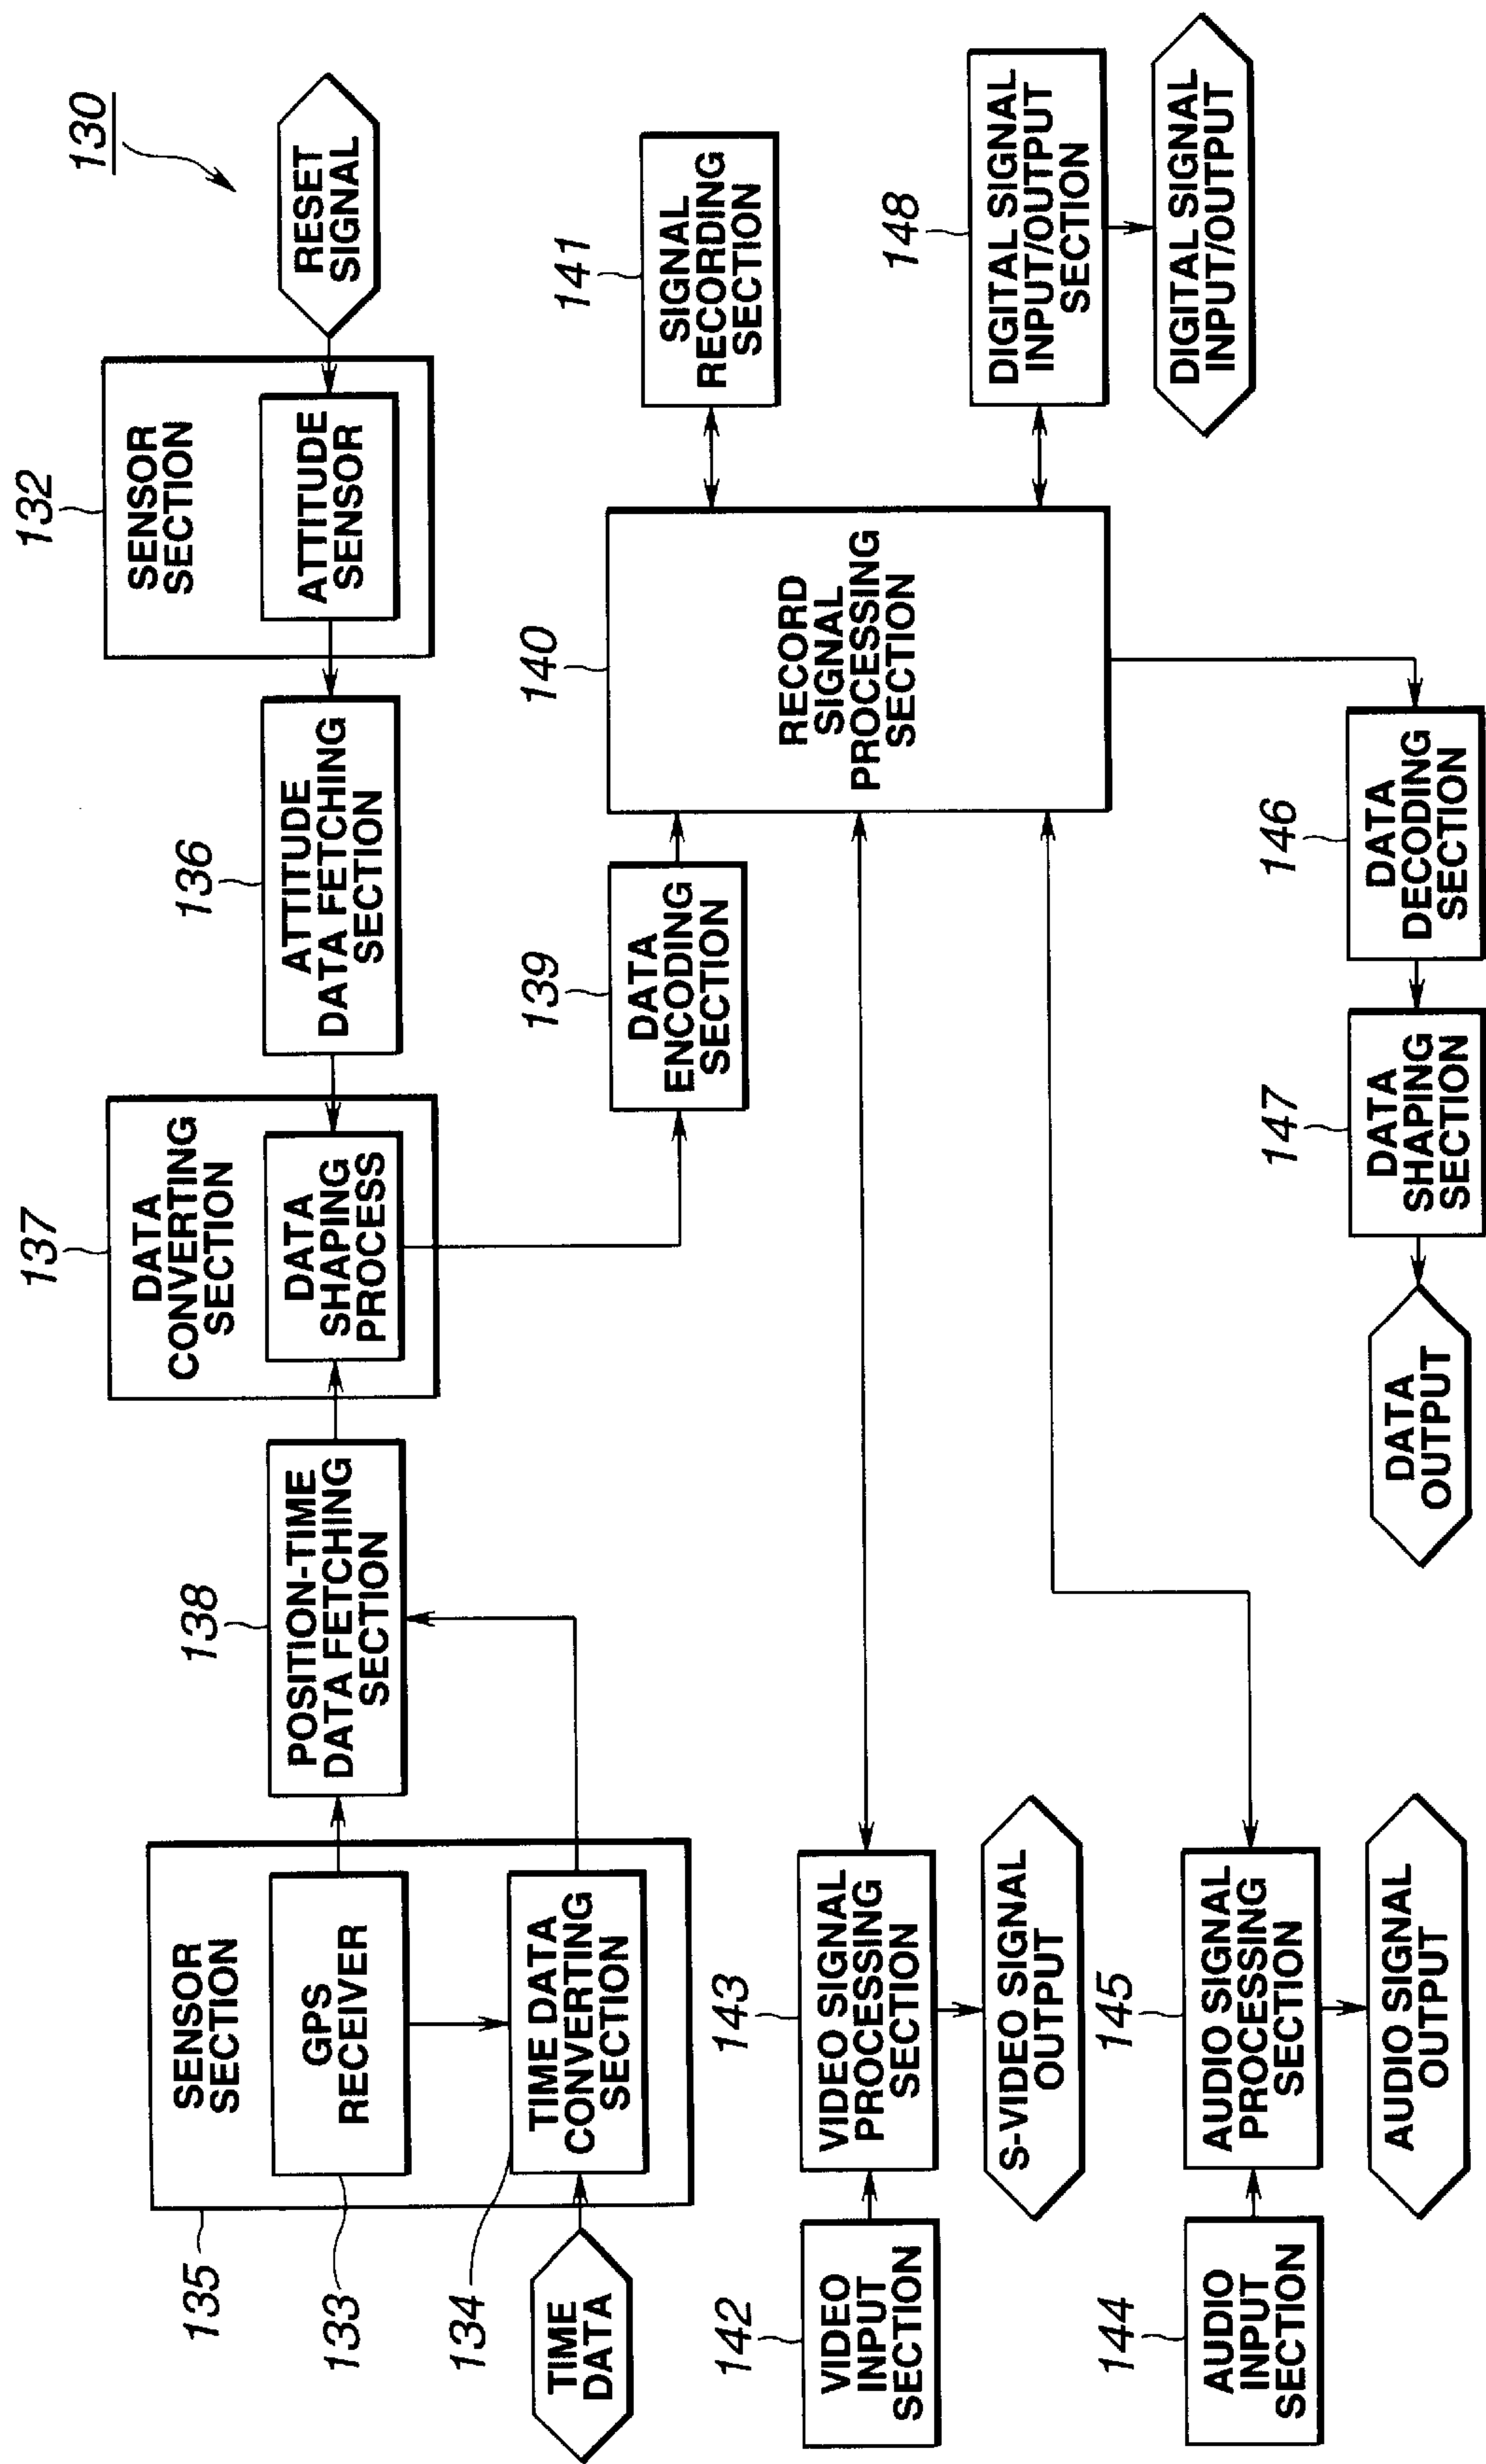 130
RESET
SIGNAL
132
SENSOR
SECTION
ATTITUDE
SENSOR
136
ATTITUDE
DATA FETCHING
SECTION
137
DATA
CONVERTING
SECTION
DATA
SHAPING
PROCESS
138
POSITION-TIME
DATA FETCHING
SECTION
135
SENSOR
SECTION
133
GPS
RECEIVER
134
TIME DATA
CONVERTING
SECTION
TIME
DATA
139
DATA
ENCODING
SECTION
140
RECORD
SIGNAL
PROCESSING
SECTION
141
SIGNAL
RECORDING
SECTION
148
DIGITAL SIGNAL
INPUT/OUTPUT
SECTION
DIGITAL SIGNAL
INPUT/OUTPUT
142
VIDEO
INPUT
SECTION
143
VIDEO SIGNAL
PROCESSING
SECTION
S-VIDEO SIGNAL
OUTPUT
144
AUDIO
INPUT
SECTION
145
AUDIO SIGNAL
PROCESSING
SECTION
AUDIO SIGNAL
OUTPUT
146
DATA
DECODING
SECTION
147
DATA
SHAPING
SECTION
DATA
OUTPUT